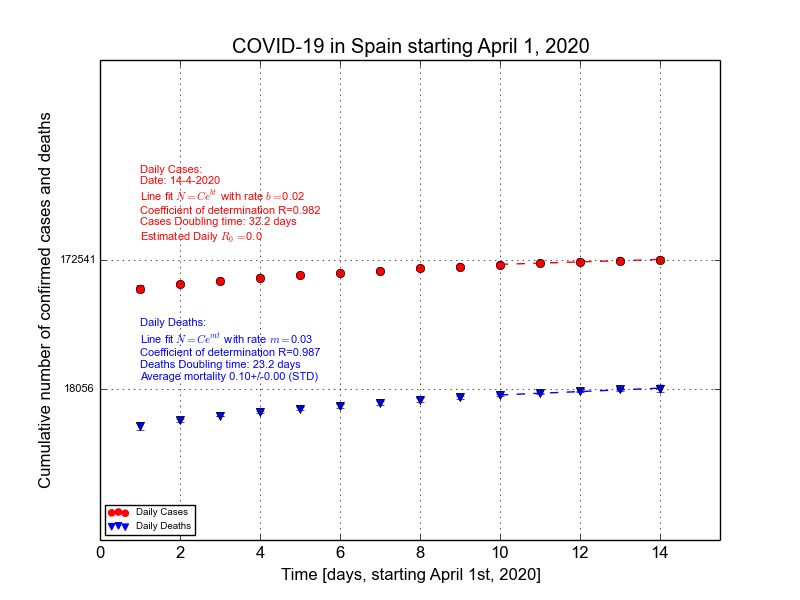 COVID-19 in Spain starting April 1, 2020
Cumulative number of confirmed cases and deaths
Daily Cases:
Date: 14-4-2020
Line fit N = Ce^{bt} with rate b =0.02
Coefficient of determination R=0.982
Cases Doubling time: 32.2 days
Estimated Daily R_0 =0.0
172541
Daily Deaths:
Line fit N = Ce^{mt} with rate m =0.03
Coefficient of determination R=0.987
Deaths Doubling time: 23.2 days
Average mortality 0.10+/-0.00 (STD)
18056
Daily Cases
Daily Deaths
0 2 4 6 8 10 12 14
Time [days, starting April 1st, 2020]